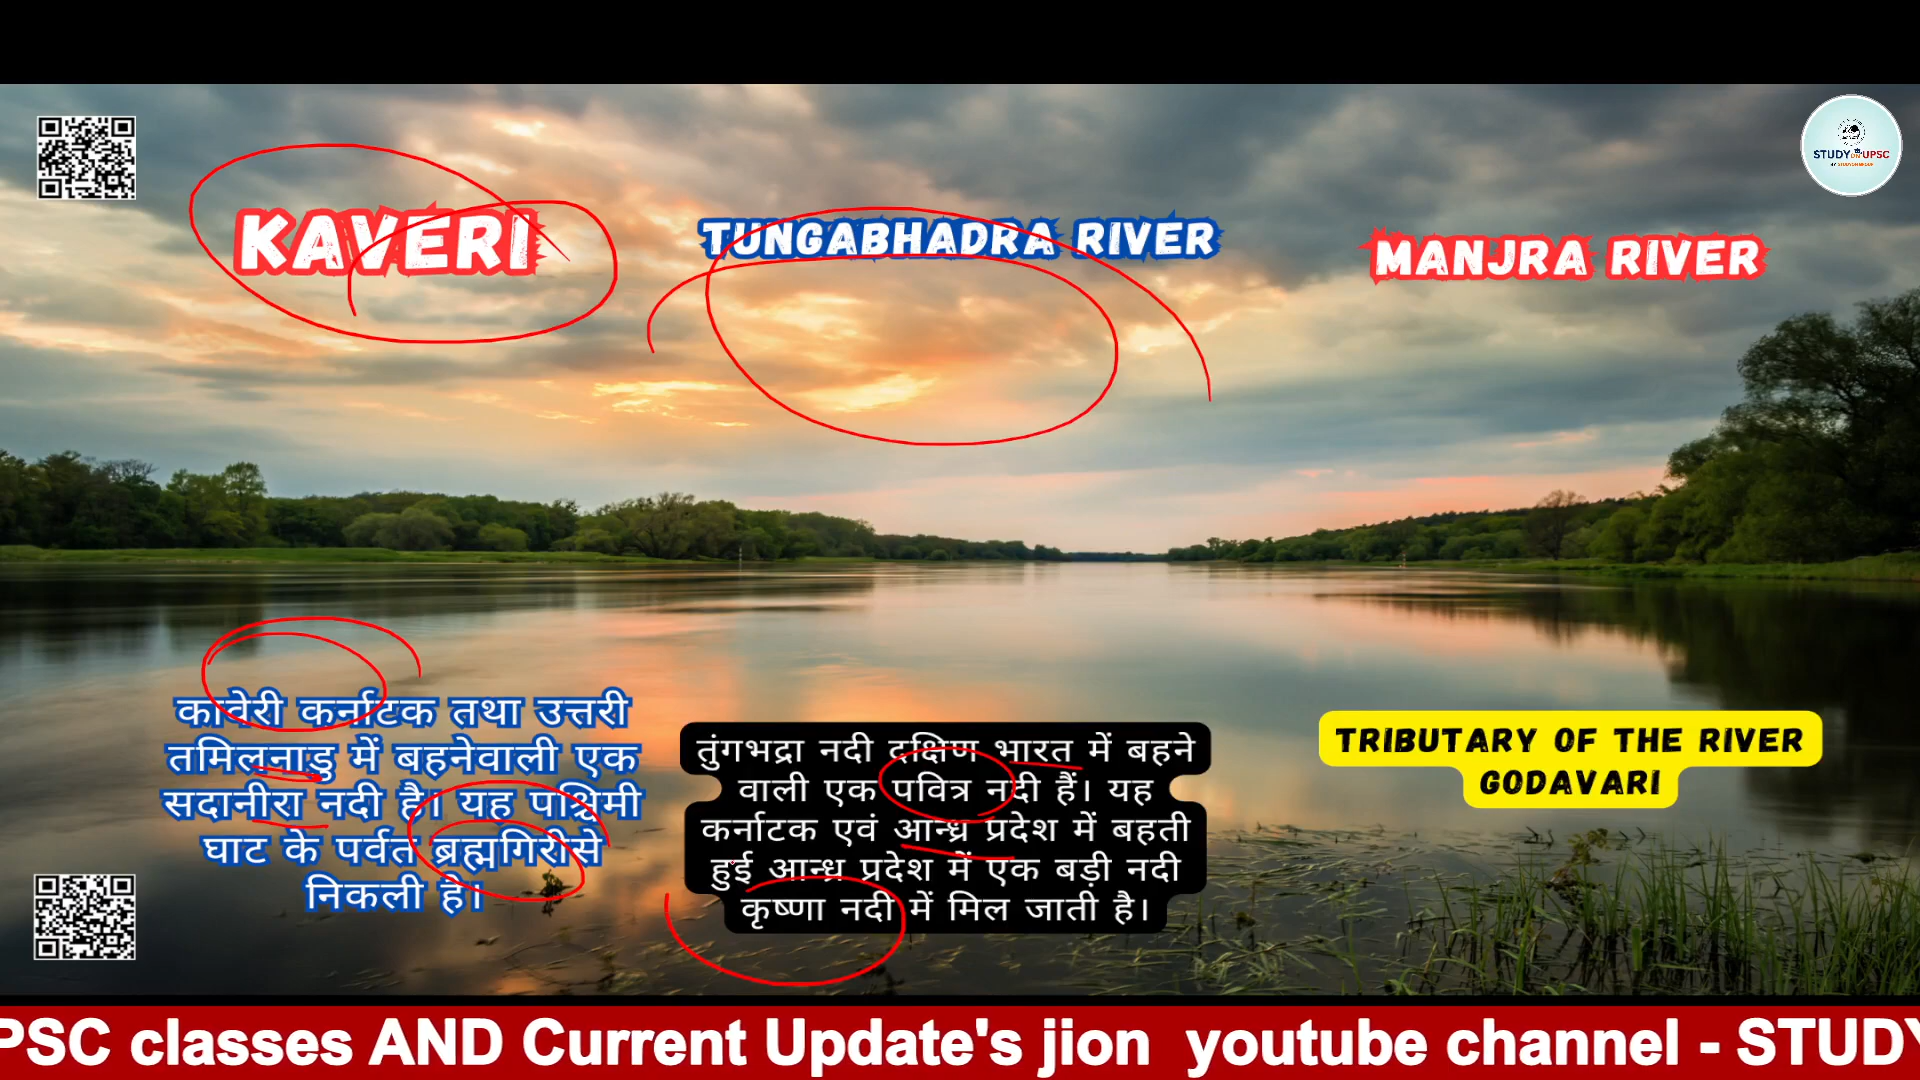 KAVERI
TUNGABHADRA RIVER
MANJRA RIVER
STUDY ON UPSC
कावेरी कर्नाटक तथा उत्तरी
तमिलनाडु में बहनेवाली एक
सदानीरा नदी है। यह पश्चिमी
घाट के पर्वत ब्रह्मगिरीसे
निकली है।
तुंगभद्रा नदी दक्षिण भारत में बहने
वाली एक पवित्र नदी हैं। यह
कर्नाटक एवं आन्ध्र प्रदेश में बहती
हुई आन्ध्र प्रदेश में एक बड़ी नदी
कृष्णा नदी में मिल जाती है।
TRIBUTARY OF THE RIVER
GODAVARI
PSC classes AND Current Update's jion youtube channel - STUDY